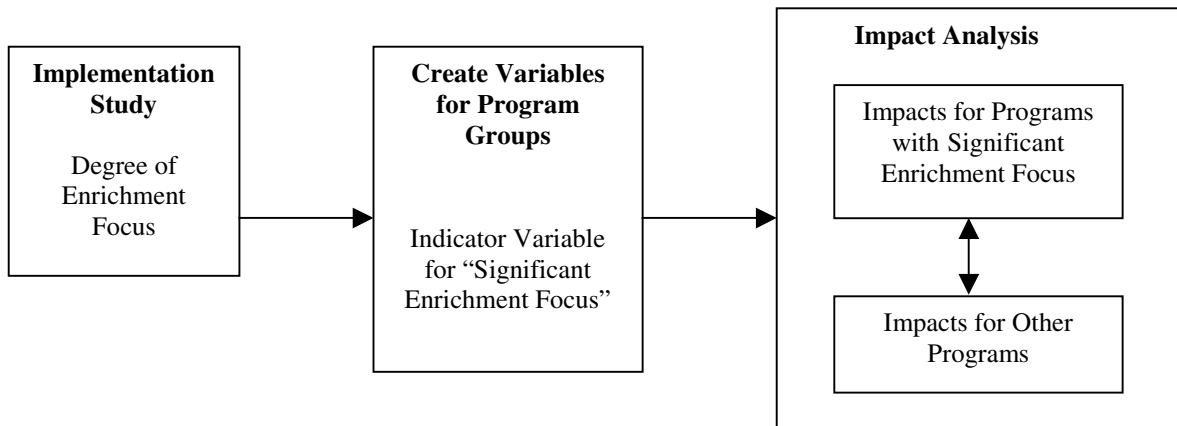 Implementation
Study
Degree of
Enrichment
Focus
Create Variables
for Program
Groups
Indicator Variable
for “Significant
Enrichment Focus”
Impact Analysis
Impacts for Programs
with Significant
Enrichment Focus
Impacts for Other
Programs